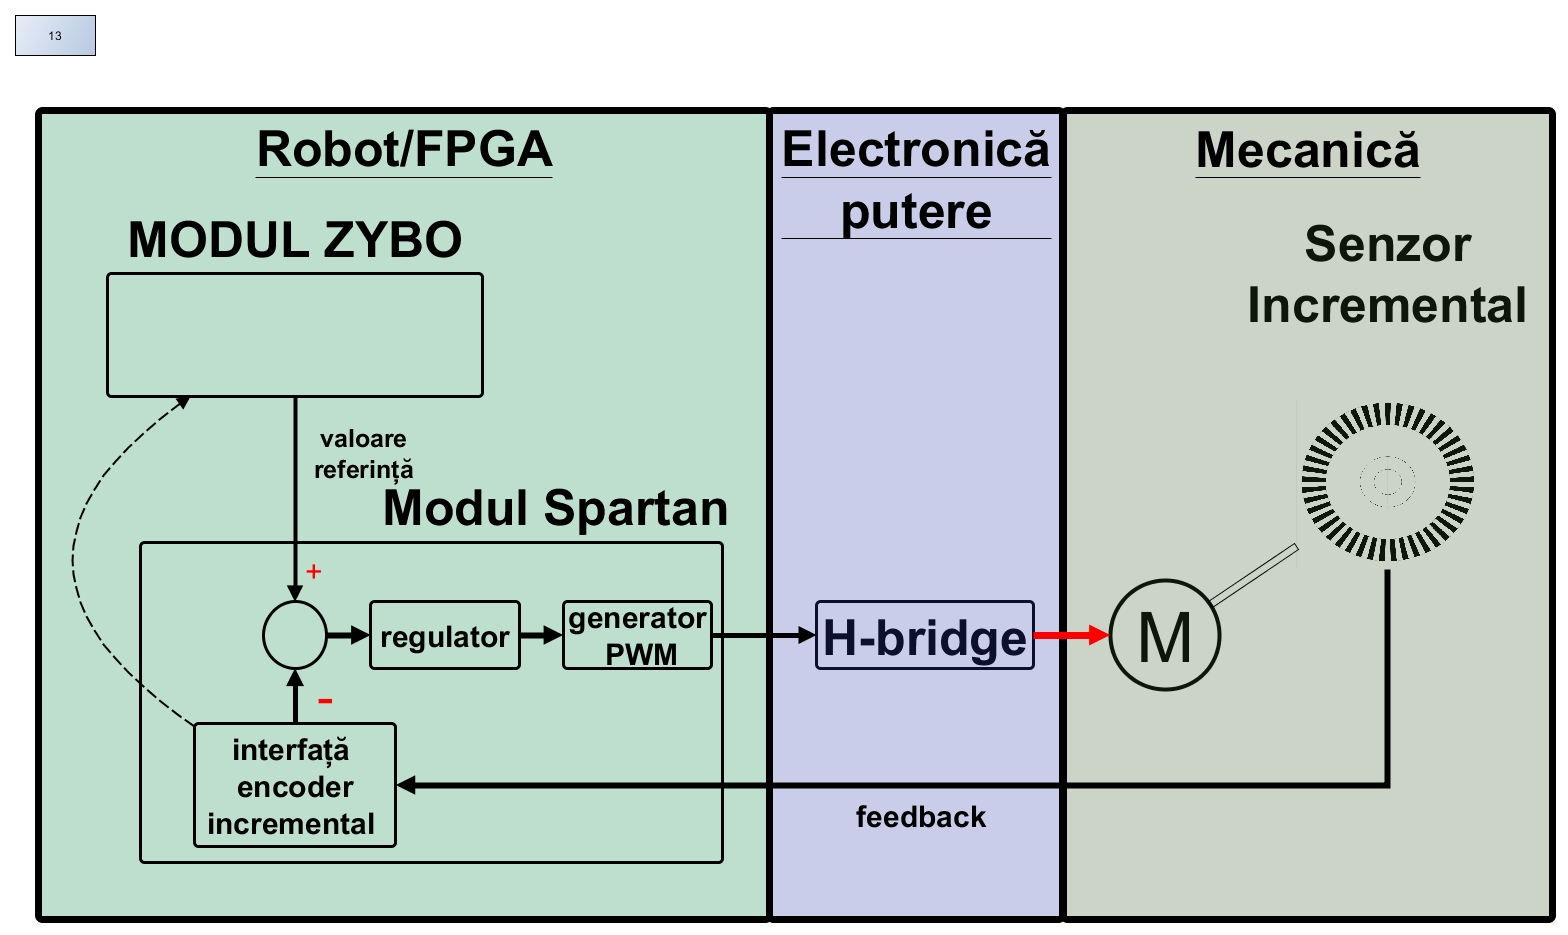 13
Robot/FPGA
Electronică
putere
Mecanică
MODUL ZYBO
Senzor
Incremental
valoare
referință
Modul Spartan
+
regulator
generator
PWM
H-bridge
M
-
interfață
encoder
incremental
feedback